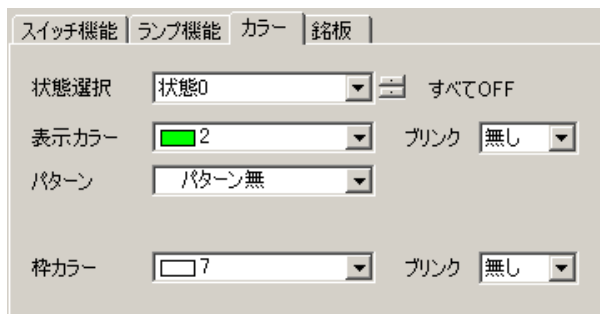 スイッチ機能 ランプ機能 カラー 銘板
状態選択 状態0 すべてOFF
表示カラー 2 ブリンク 無し
パターン パターン無
枠カラー 7 ブリンク 無し